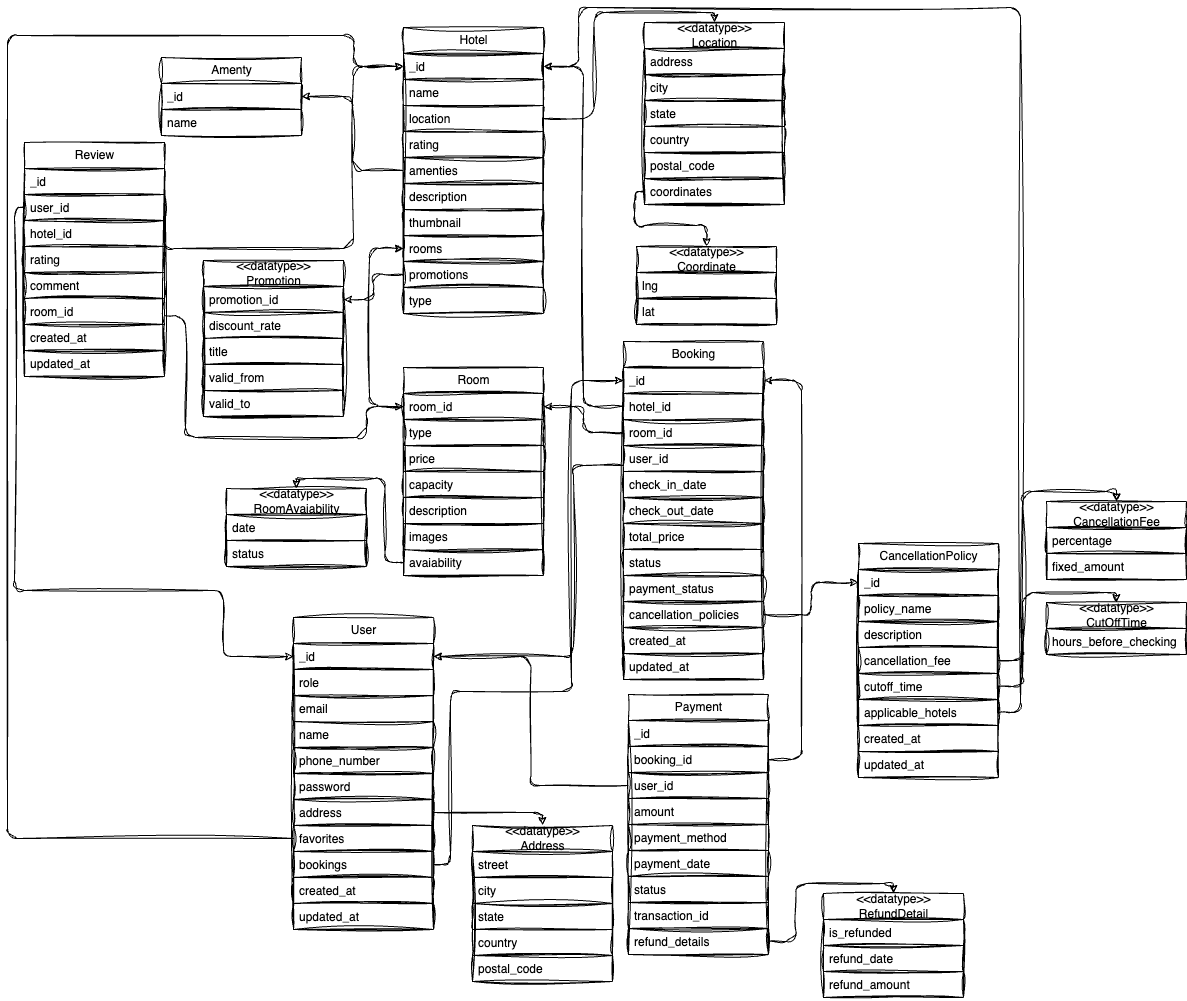 Hotel
_id
name
location
rating
amenties
description
thumbnail
rooms
promotions
type
<<datatype>>
Location
address
city
state
country
postal_code
coordinates
Amenty
_id
name
Review
_id
user_id
hotel_id
rating
comment
room_id
created_at
updated_at
<<datatype>>
Promotion
promotion_id
discount_rate
title
valid_from
valid_to
<<datatype>>
Coordinate
lng
lat
Booking
_id
hotel_id
room_id
user_id
check_in_date
check_out_date
total_price
status
payment_status
cancellation_policies
created_at
updated_at
Room
room_id
type
price
capacity
description
images
avaiability
<<datatype>>
RoomAvaiability
date
status
CancellationPolicy
_id
policy_name
description
cancellation_fee
cutoff_time
applicable_hotels
created_at
updated_at
<<datatype>>
CancellationFee
percentage
fixed_amount
<<datatype>>
CutOffTime
hours_before_checking
User
_id
role
email
name
phone_number
password
address
favorites
bookings
created_at
updated_at
Payment
_id
booking_id
user_id
amount
payment_method
payment_date
status
transaction_id
refund_details
<<datatype>>
Address
street
city
state
country
postal_code
<<datatype>>
RefundDetail
is_refunded
refund_date
refund_amount